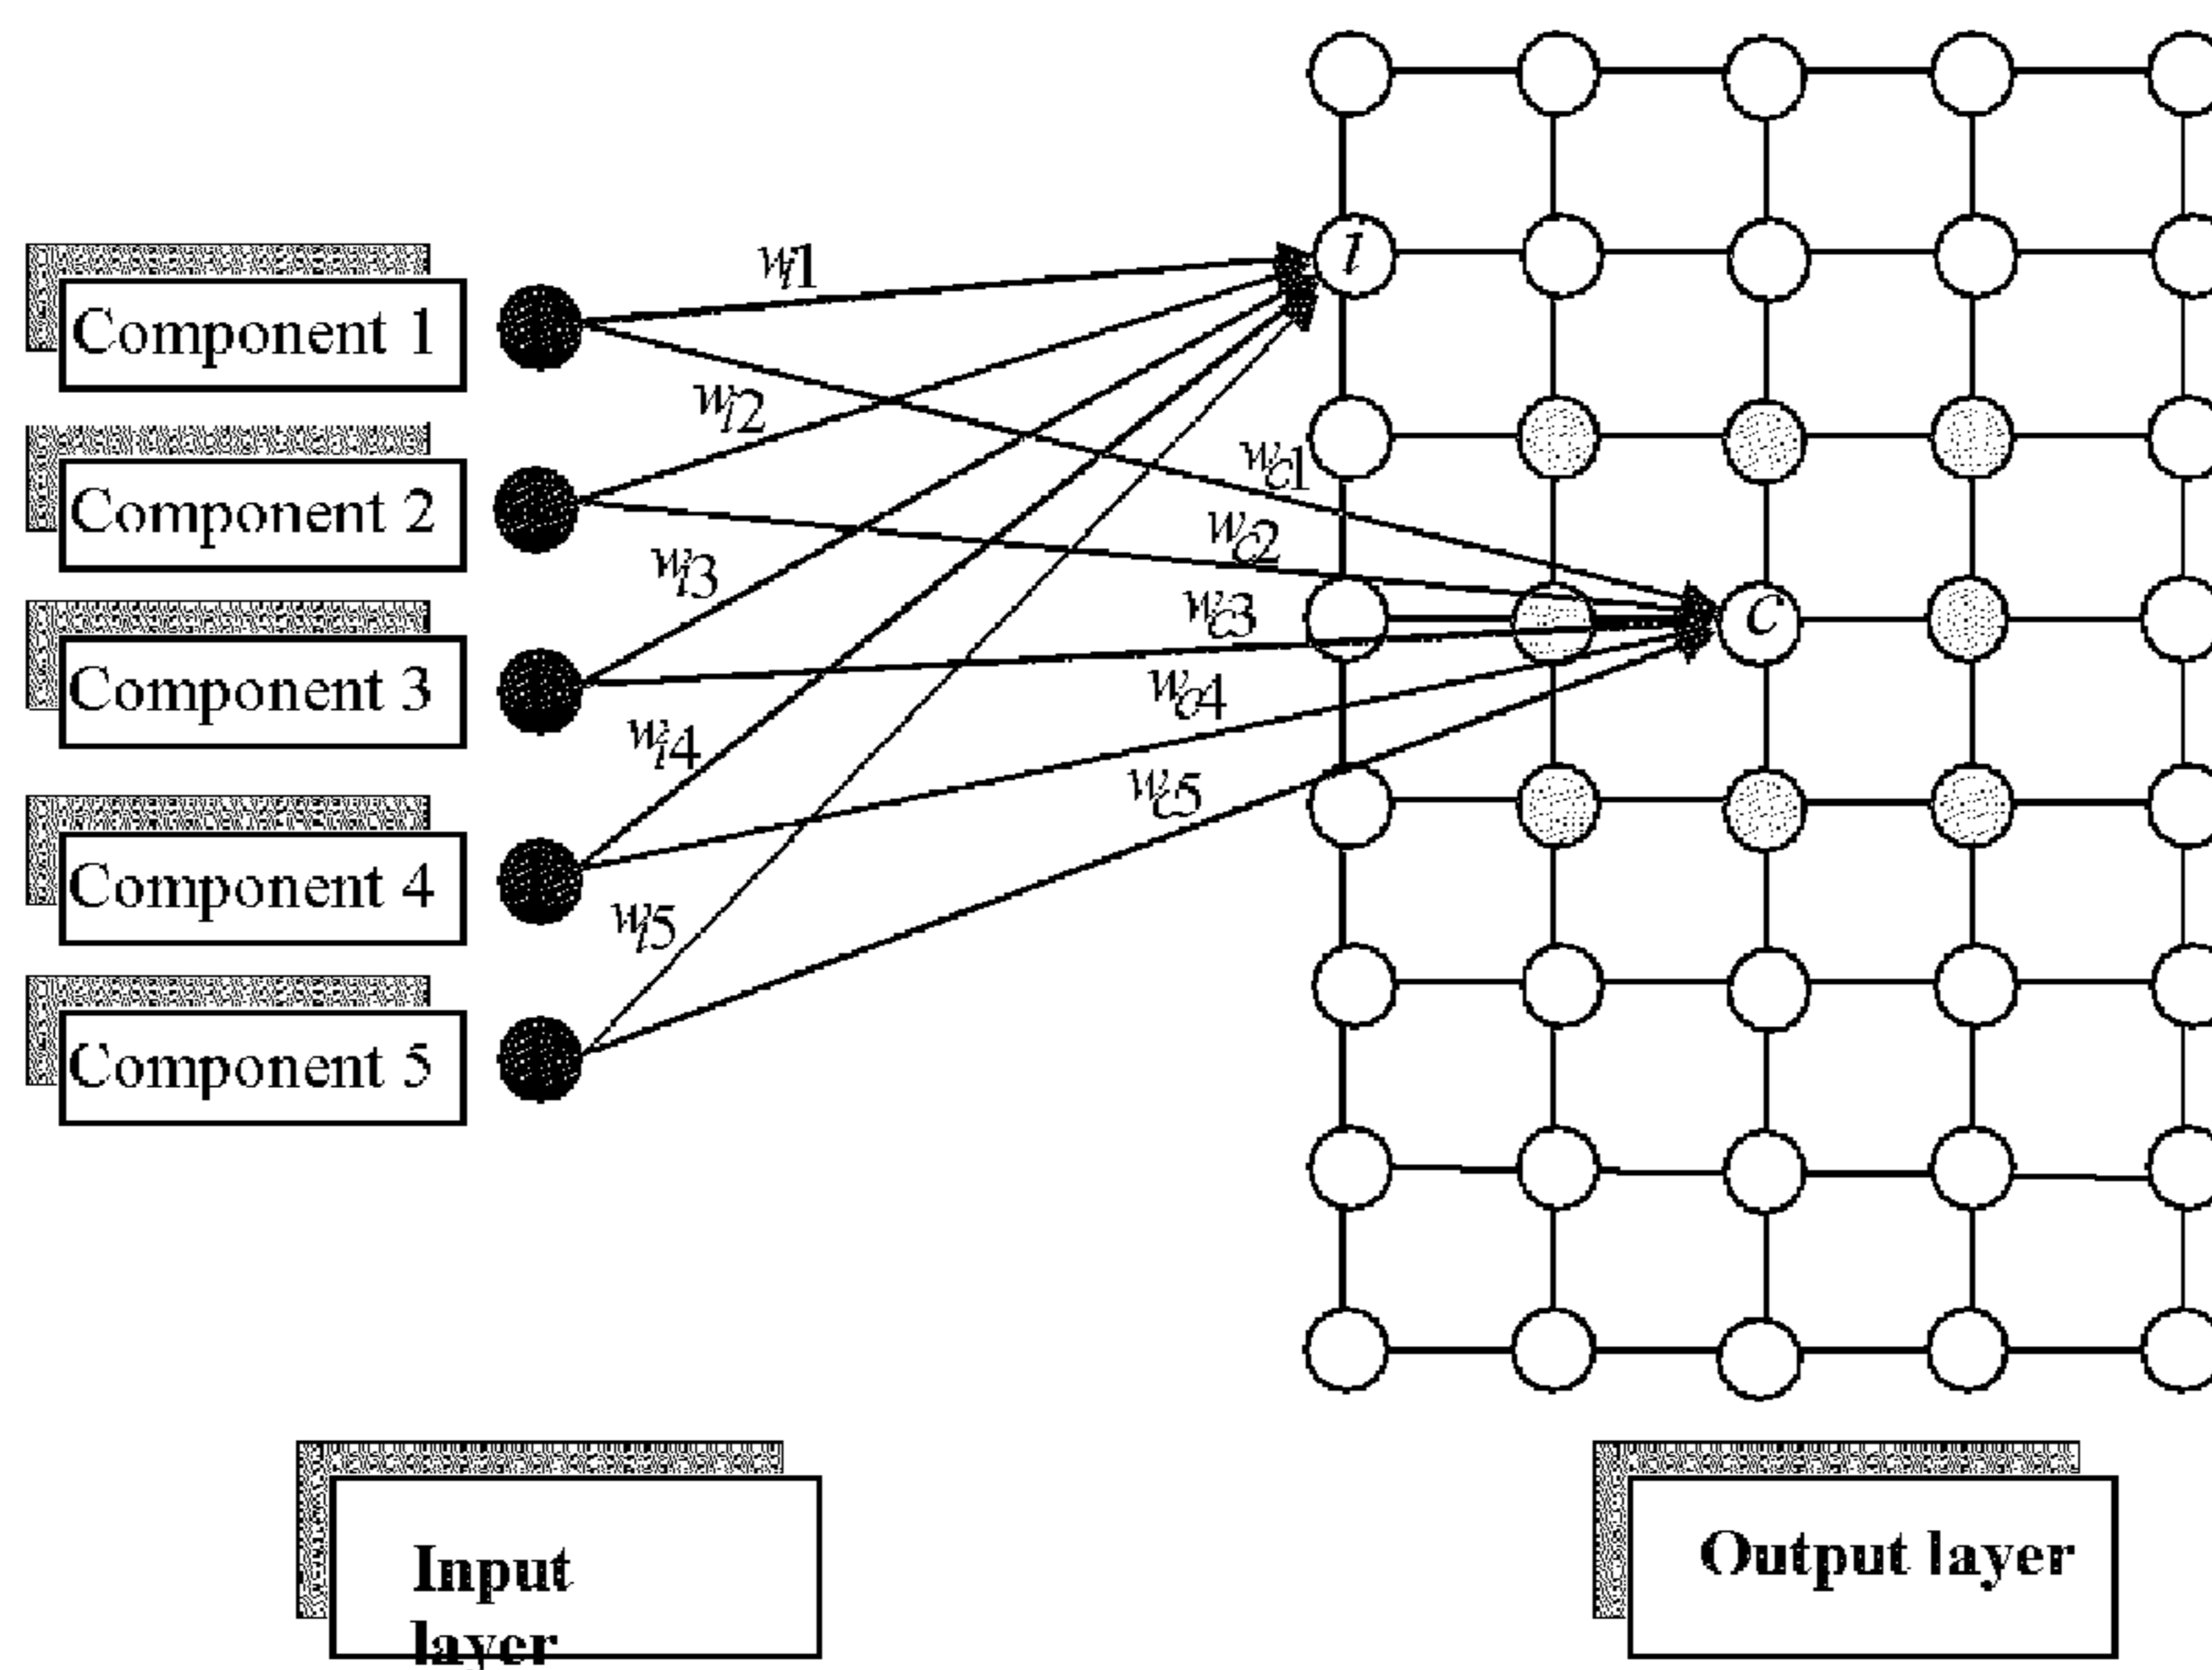 Component 1
Component 2
Component 3
Component 4
Component 5
wi1
wi2
wi3
wi4
wi5
wc1
wc2
wc3
wc4
wc5
i
c
Input
layer
Output layer